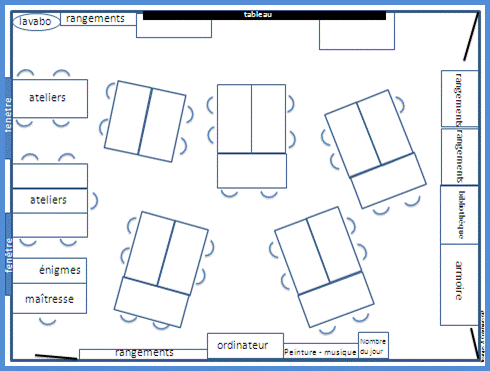 tableau
lavabo
rangements
fenêtre
ateliers
rangements
rangements
ateliers
bibliothèque
fenêtre
énigmes
armoire
maîtresse
ordinateur
Nombre
du jour
rangements
Peinture - musique